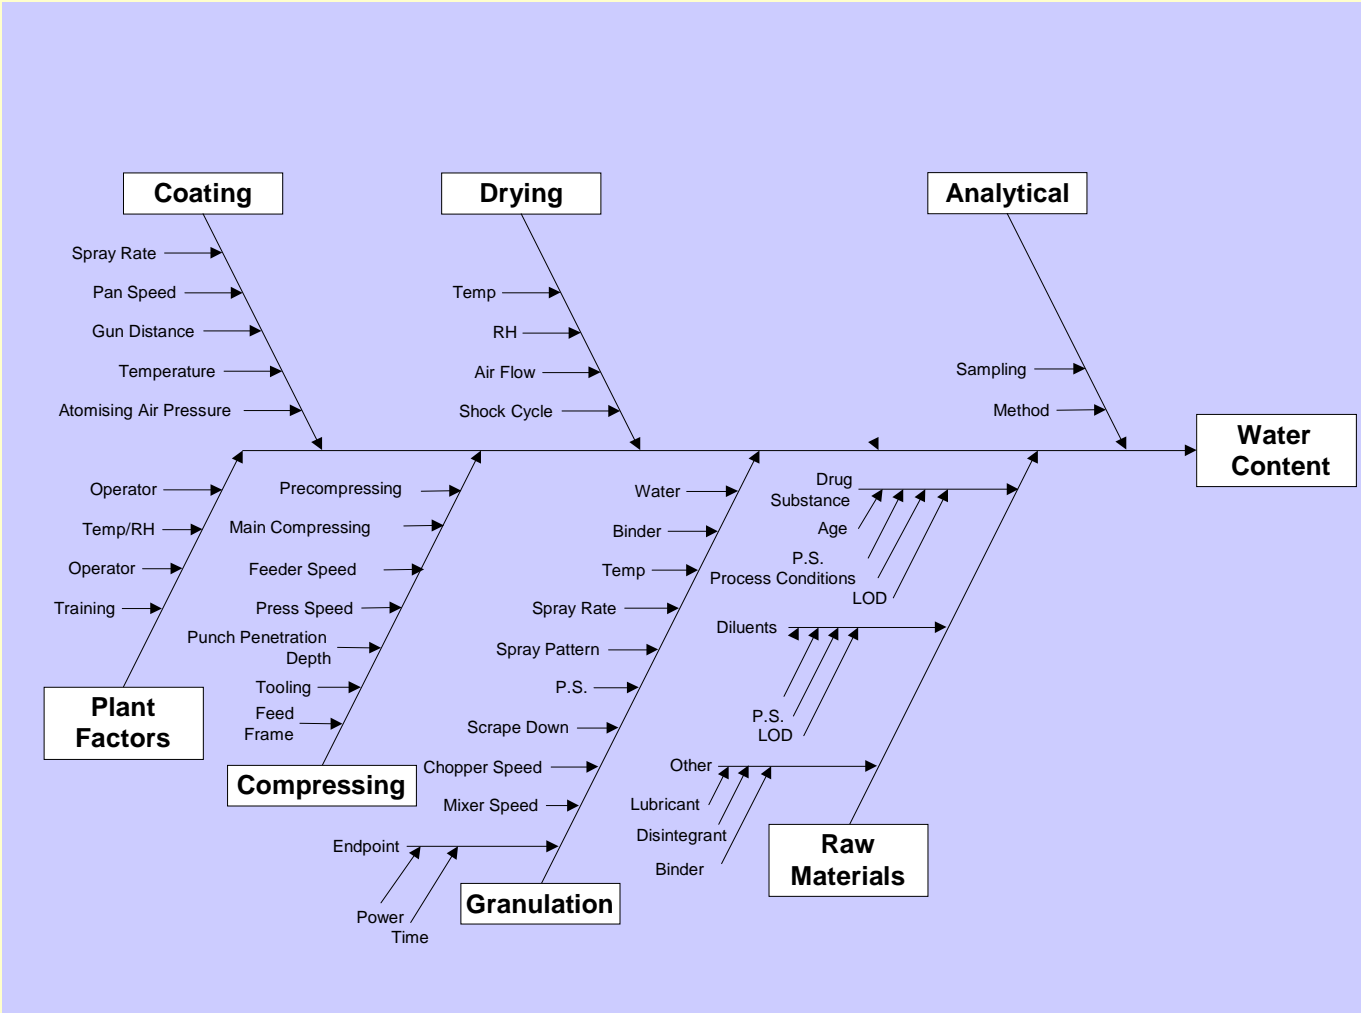 Coating
Drying
Analytical
Spray Rate
Pan Speed
Gun Distance
Temperature
Atomising Air Pressure
Temp
RH
Air Flow
Shock Cycle
Sampling
Method
Water
Content
Operator
Temp/RH
Operator
Training
Plant
Factors
Precompressing
Main Compressing
Feeder Speed
Press Speed
Punch Penetration
Depth
Tooling
Feed
Frame
Compressing
Water
Binder
Temp
Spray Rate
Spray Pattern
P.S.
Scrape Down
Chopper Speed
Mixer Speed
Endpoint
Power
Time
Granulation
Drug
Substance
Age
P.S.
Process Conditions
LOD
Diluents
P.S.
LOD
Other
Lubricant
Disintegrant
Binder
Raw
Materials